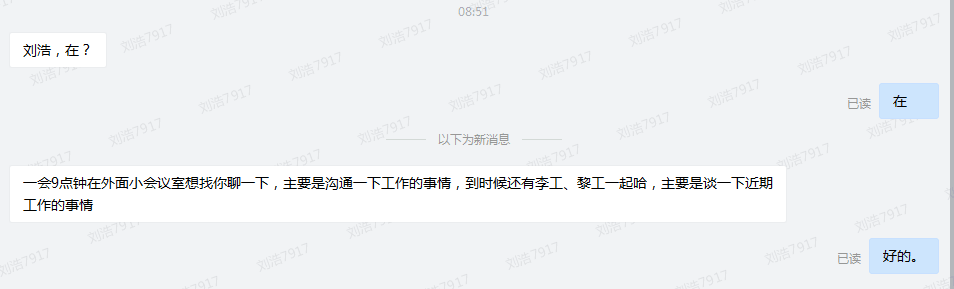 08:51
刘浩，在？
已读
在
以下为新消息
一会9点钟在外面小会议室想找你聊一下，主要是沟通一下工作的事情，到时候还有李工、黎工一起哈，主要是谈一下近期
工作的事情
已读
好的。
刘浩7917